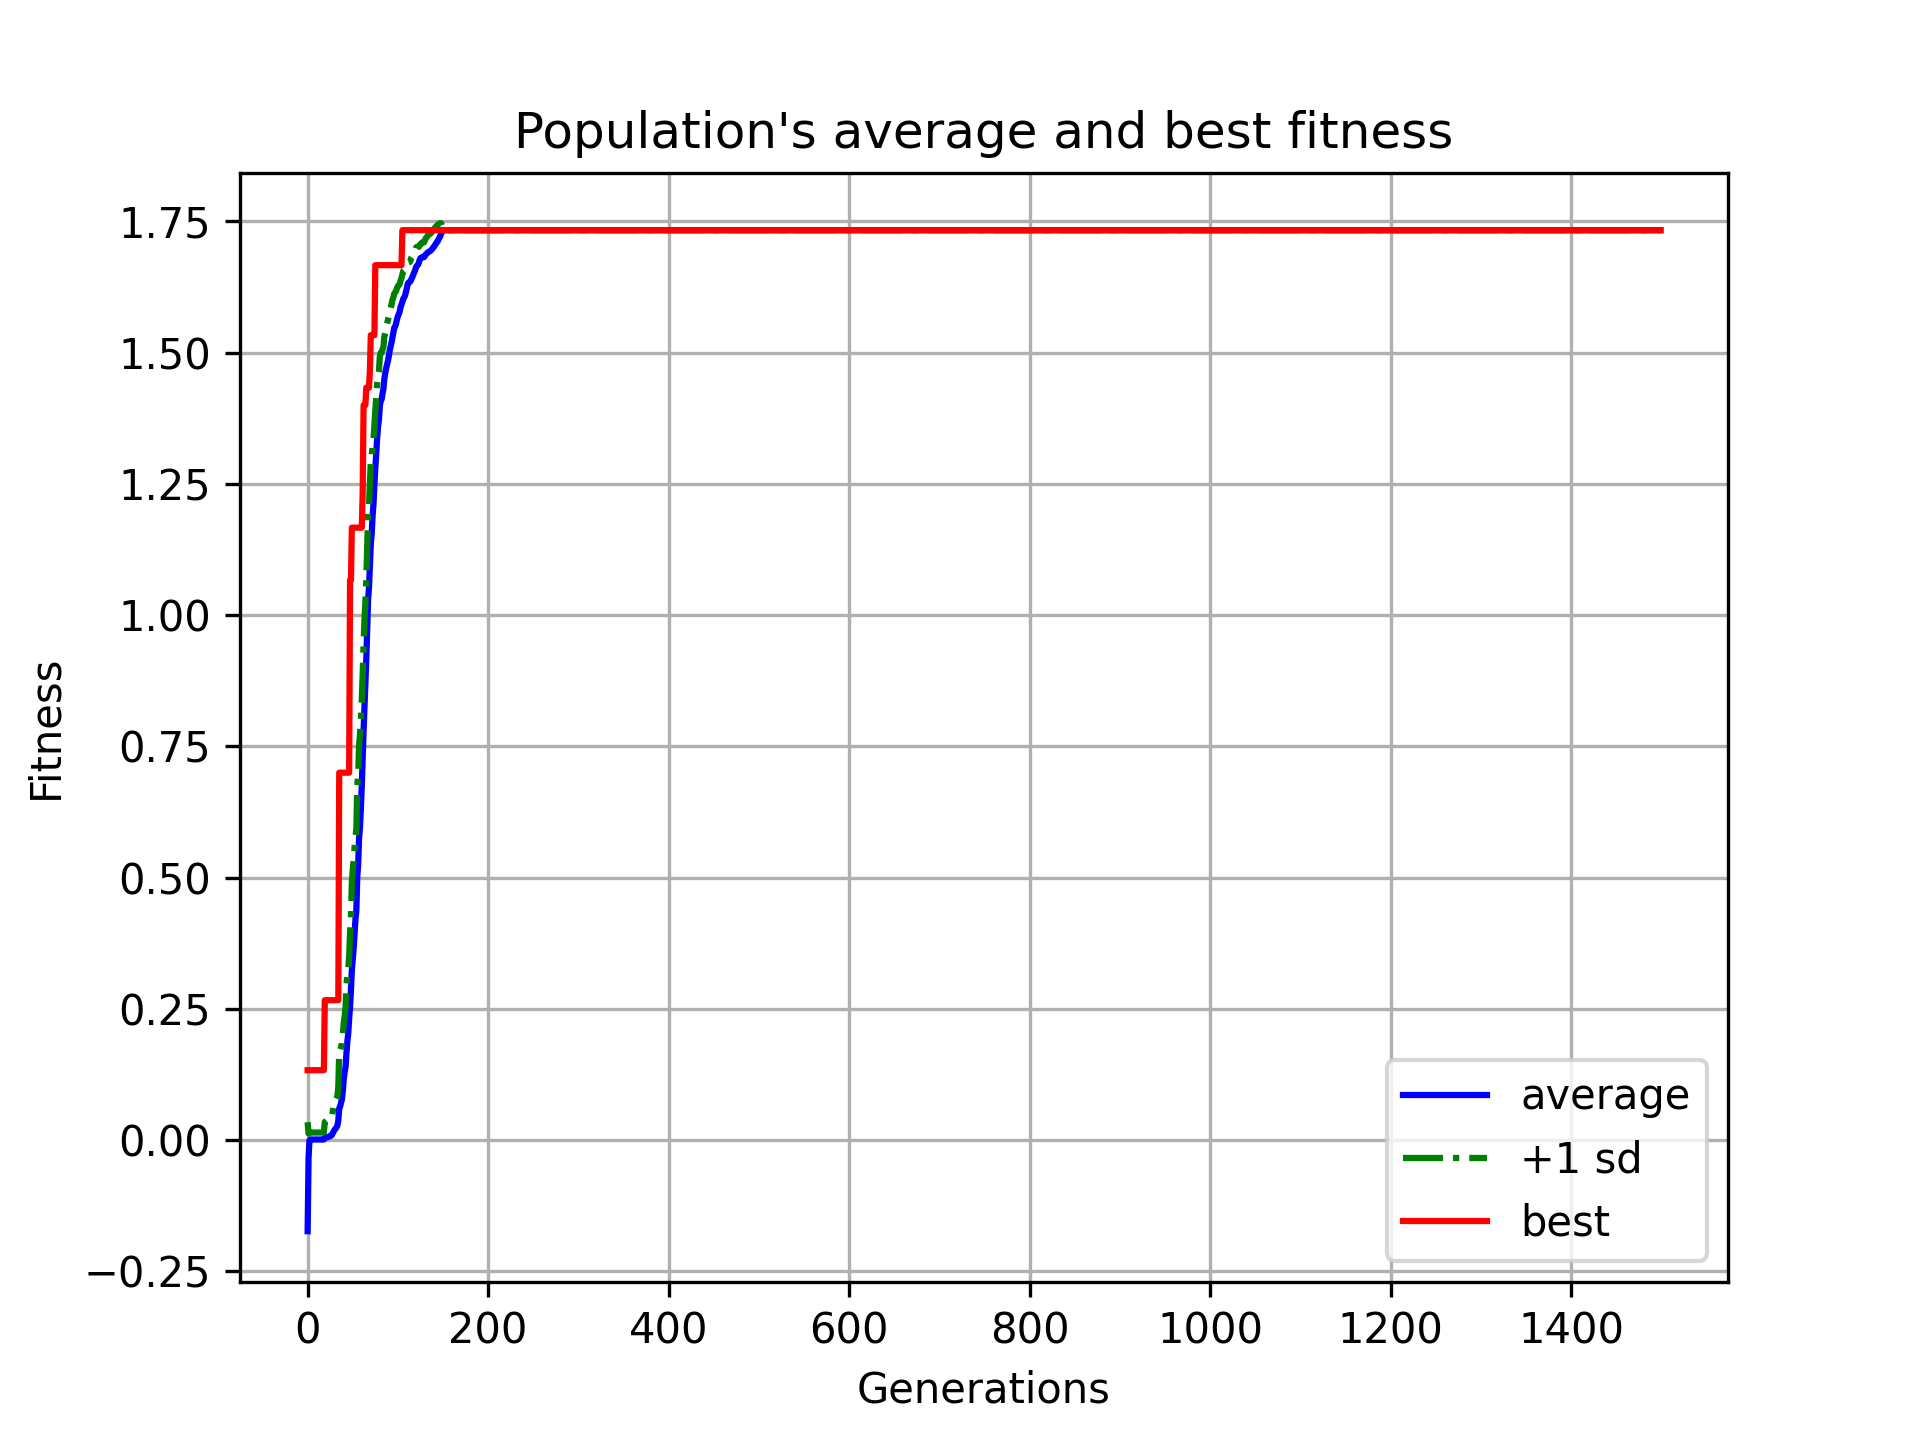 Population's average and best fitness
1.75
1.50
1.25
1.00
0.75
0.50
0.25
0.00
−0.25
Fitness
average
+1 sd
best
0 200 400 600 800 1000 1200 1400
Generations